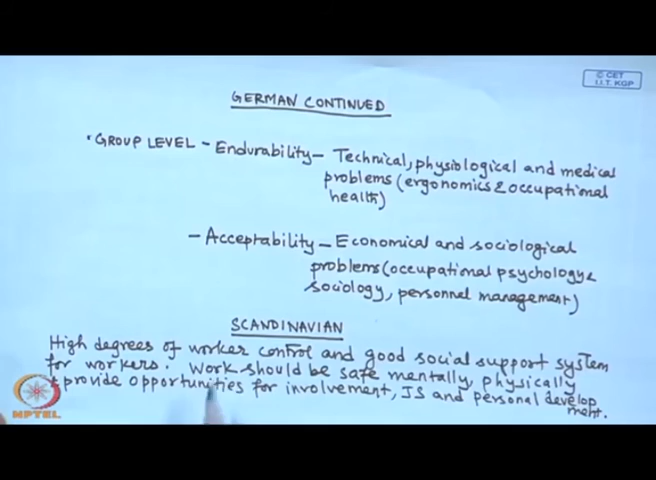 © CET
I.I.T. KGP
GERMAN CONTINUED
• GROUP LEVEL - Endurability - Technical, physiological and medical
problems (ergonomics & occupational
health)
- Acceptability - Economical and sociological
problems (occupational psychology &
sociology, personnel management)
SCANDINAVIAN
High degrees of worker control and good social support system
for workers. Work should be safe mentally, physically
& provide opportunities for involvement, JS and personal develop
ment.
NPTEL